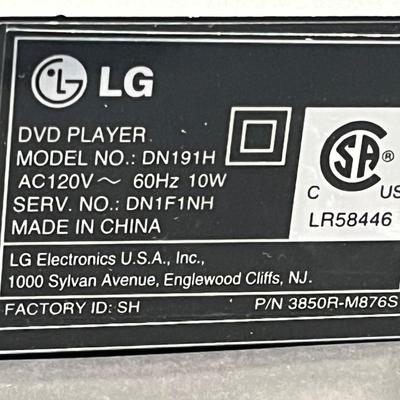 LG
DVD PLAYER
MODEL NO.: DN191H
AC120V ~ 60Hz 10W
SERV. NO.: DN1F1NH
MADE IN CHINA
SA ®
C US
LR58446
LG Electronics U.S.A., Inc.,
1000 Sylvan Avenue, Englewood Cliffs, NJ.
FACTORY ID: SH P/N 3850R-M876S